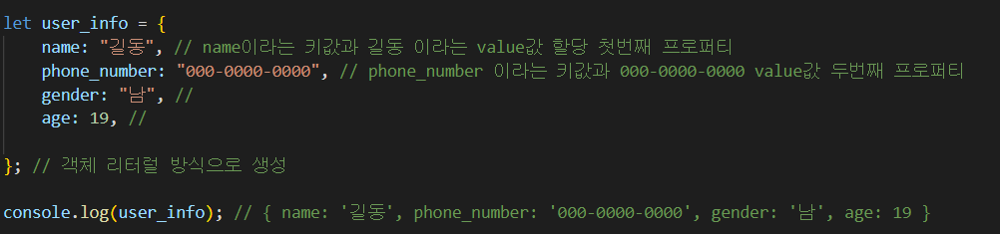 let user_info = {
name: "길동", // name이라는 키값과 길동 이라는 value값 할당 첫번째 프로퍼티
phone_number: "000-0000-0000", // phone_number 이라는 키값과 000-0000-0000 value값 두번째 프로퍼티
gender: "남", //
age: 19, //
}; // 객체 리터럴 방식으로 생성
console.log(user_info); // { name: '길동', phone_number: '000-0000-0000', gender: '남', age: 19 }